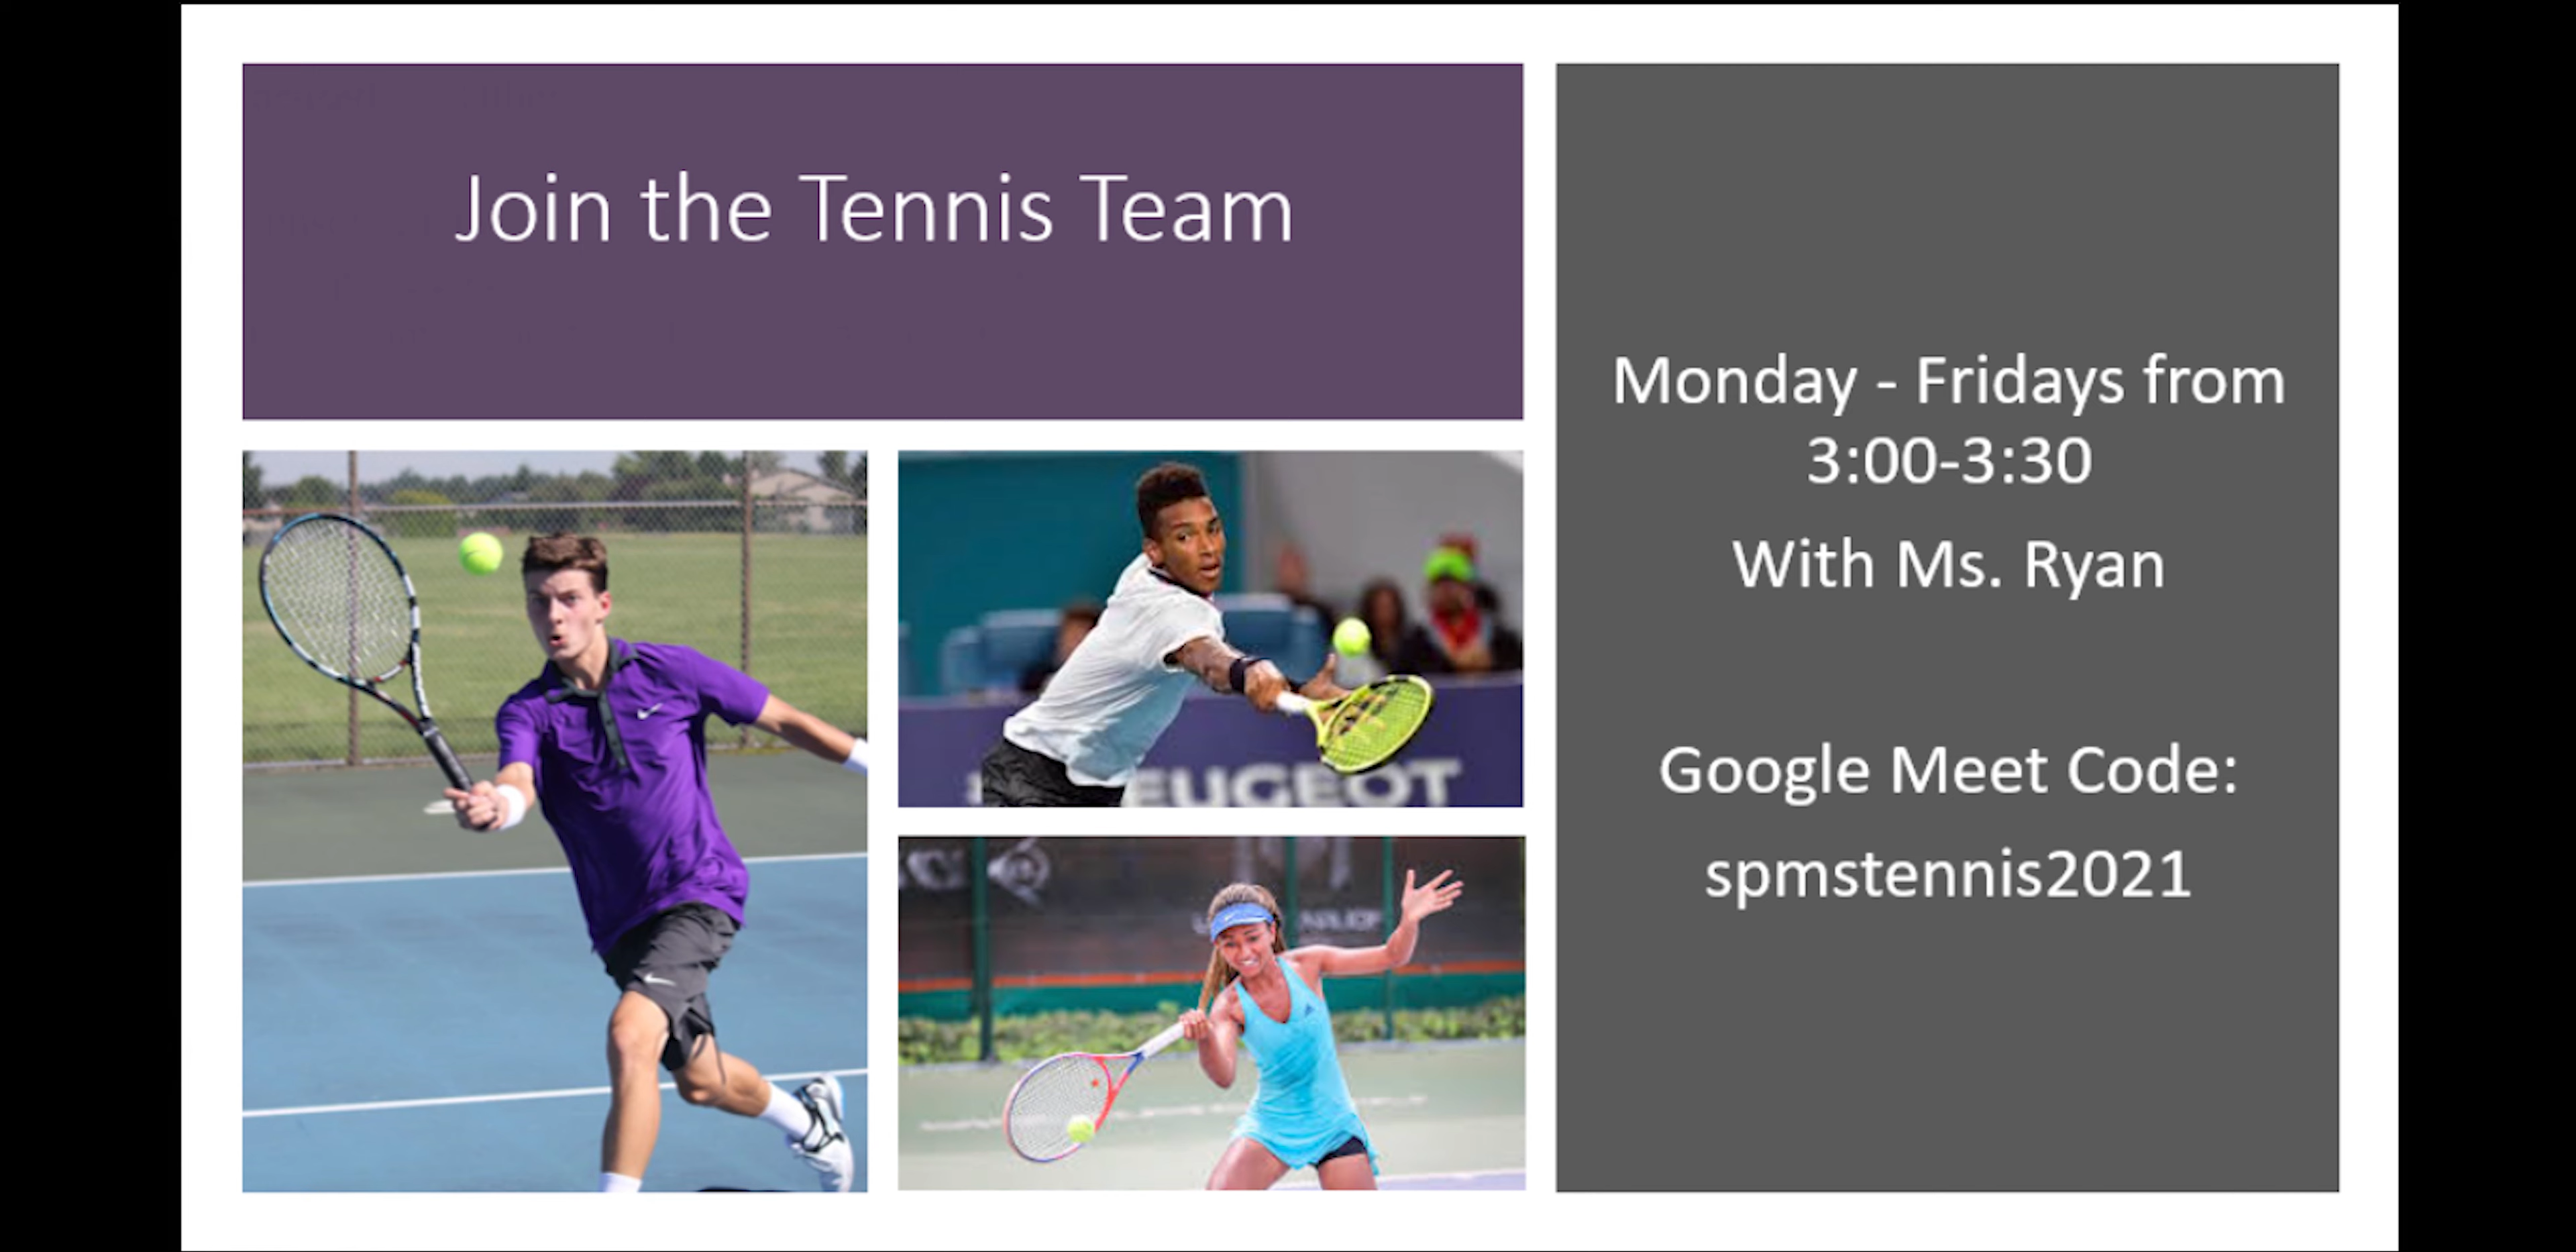 Join the Tennis Team
Monday - Fridays from
3:00-3:30
With Ms. Ryan
Google Meet Code:
spmstennis2021
EUGEOT